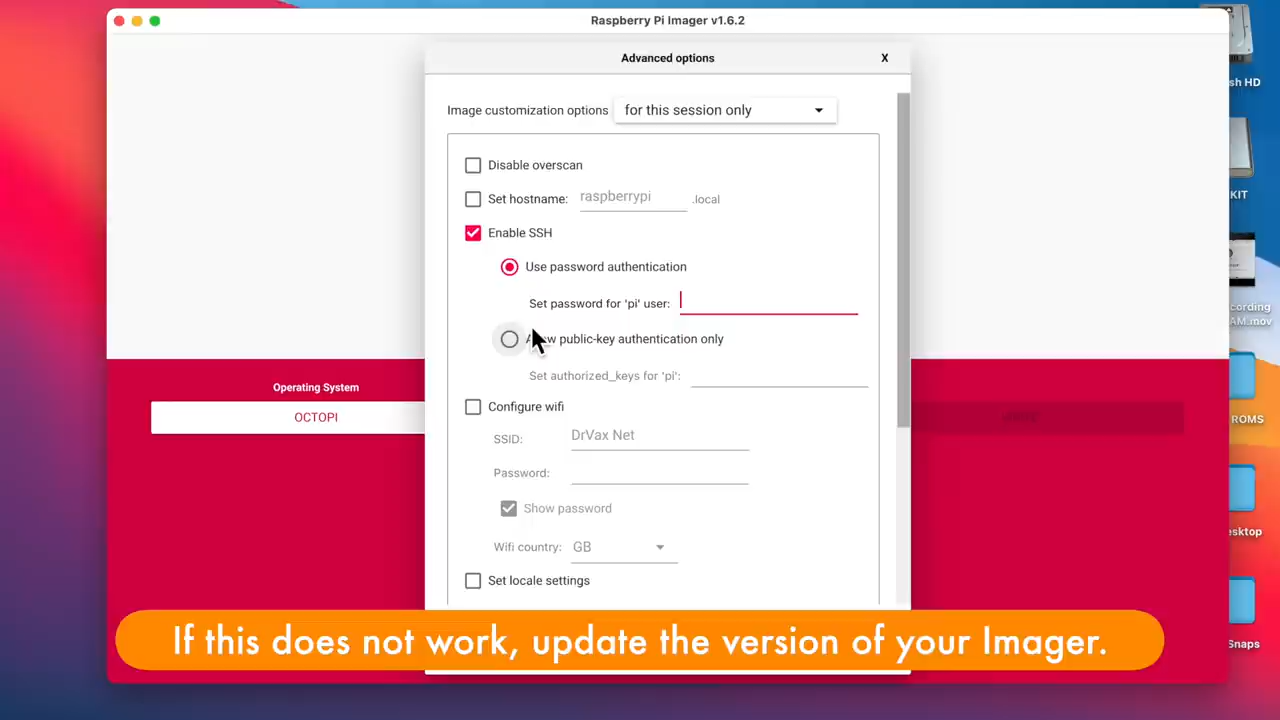 Raspberry Pi Imager v1.6.2
Advanced options
X
sh HD
Image customization options for this session only
Disable overscan
Set hostname: raspberrypi .local
KIT
Enable SSH
Use password authentication
Set password for 'pi' user:
cording
AM.mov
public-key authentication only
Set authorized_keys for 'pi':
Operating System
OCTOPI
ROMS
Configure wifi
SSID: DrVax Net
Password:
Show password
Wifi country: GB
sktop
Set locale settings
If this does not work, update the version of your Imager.
Snaps